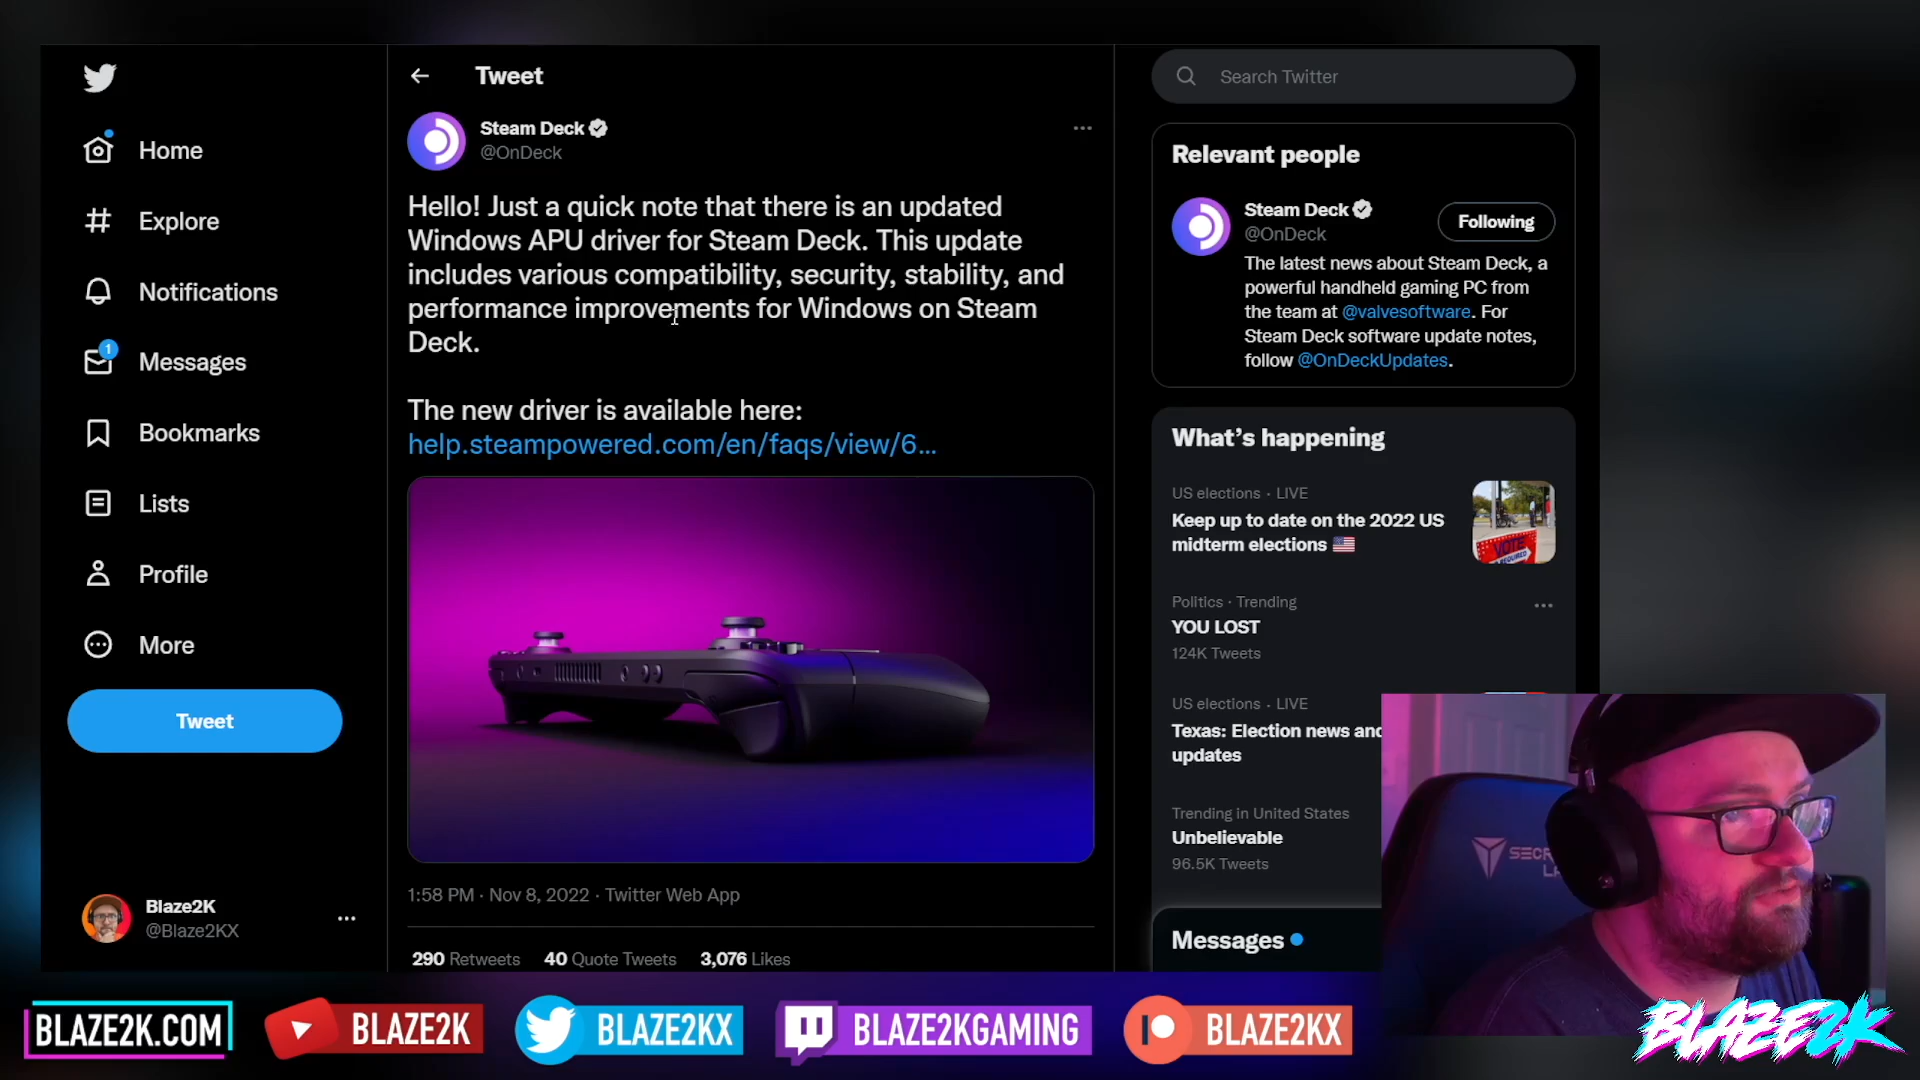 Home
Explore
Notifications
1
Messages
Bookmarks
Lists
Profile
More
Tweet
Blaze2K
@Blaze2KX
Tweet
Steam Deck
@OnDeck
Hello! Just a quick note that there is an updated
Windows APU driver for Steam Deck. This update
includes various compatibility, security, stability, and
performance improvements for Windows on Steam
Deck.
The new driver is available here:
help.steampowered.com/en/faqs/view/6…
1:58 PM · Nov 8, 2022 · Twitter Web App
290 Retweets 40 Quote Tweets 3,076 Likes
Search Twitter
Relevant people
Steam Deck
@OnDeck
Following
The latest news about Steam Deck, a
powerful handheld gaming PC from
the team at @valvesoftware. For
Steam Deck software update notes,
follow @OnDeckUpdates.
What's happening
US elections · LIVE
Keep up to date on the 2022 US
midterm elections 🇺🇸
VOTE
Politics · Trending
YOU LOST
124K Tweets
US elections · LIVE
Texas: Election news and
updates
Trending in United States
Unbelievable
96.5K Tweets
Messages
BLAZE2K.COM
BLAZE2K
BLAZE2KX
BLAZE2KGAMING
BLAZE2KX
BLAZE2K